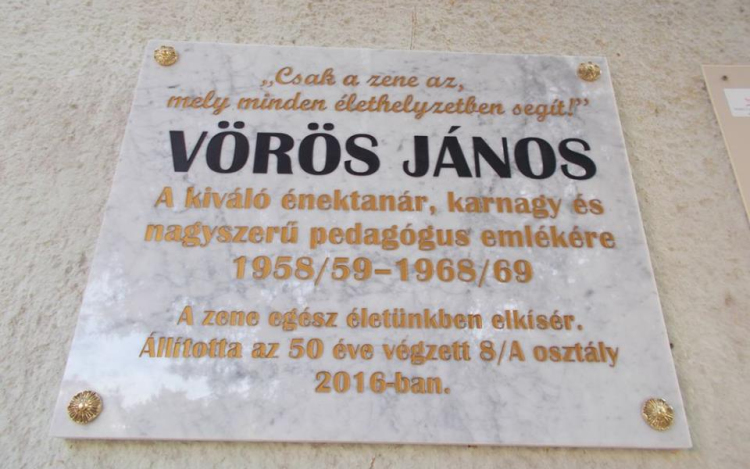 „Csak a zene az,
mely minden élethelyzetben segít!”
VÖRÖS JÁNOS
A kiváló énektanár, karnagy és
nagyszerű pedagógus emlékére
1958/59–1968/69
A zene egész életünkben elkísér.
Állította az 50 éve végzett 8/A osztály
2016-ban.